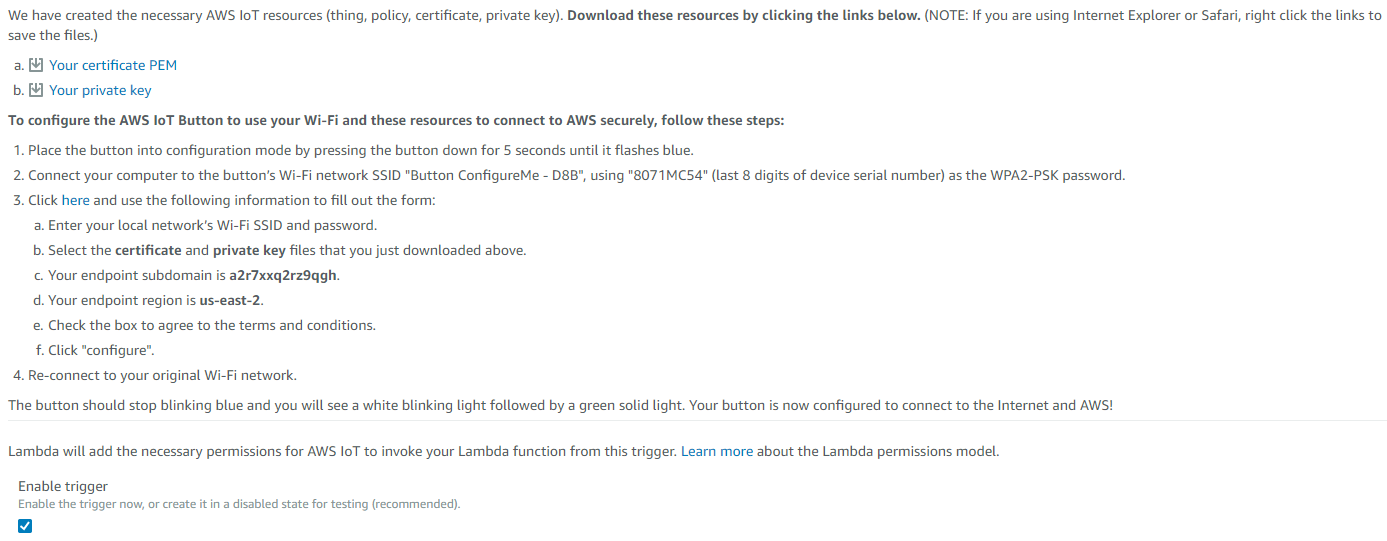 We have created the necessary AWS IoT resources (thing, policy, certificate, private key). Download these resources by clicking the links below. (NOTE: If you are using Internet Explorer or Safari, right click the links to
save the files.)
a. Your certificate PEM
b. Your private key
To configure the AWS IoT Button to use your Wi-Fi and these resources to connect to AWS securely, follow these steps:
1. Place the button into configuration mode by pressing the button down for 5 seconds until it flashes blue.
2. Connect your computer to the button's Wi-Fi network SSID "Button ConfigureMe - D8B", using "8071MC54" (last 8 digits of device serial number) as the WPA2-PSK password.
3. Click here and use the following information to fill out the form:
a. Enter your local network's Wi-Fi SSID and password.
b. Select the certificate and private key files that you just downloaded above.
c. Your endpoint subdomain is a2r7xxq2rz9qgh.
d. Your endpoint region is us-east-2.
e. Check the box to agree to the terms and conditions.
f. Click "configure".
4. Re-connect to your original Wi-Fi network.
The button should stop blinking blue and you will see a white blinking light followed by a green solid light. Your button is now configured to connect to the Internet and AWS!
Lambda will add the necessary permissions for AWS IoT to invoke your Lambda function from this trigger. Learn more about the Lambda permissions model.
Enable trigger
Enable the trigger now, or create it in a disabled state for testing (recommended).